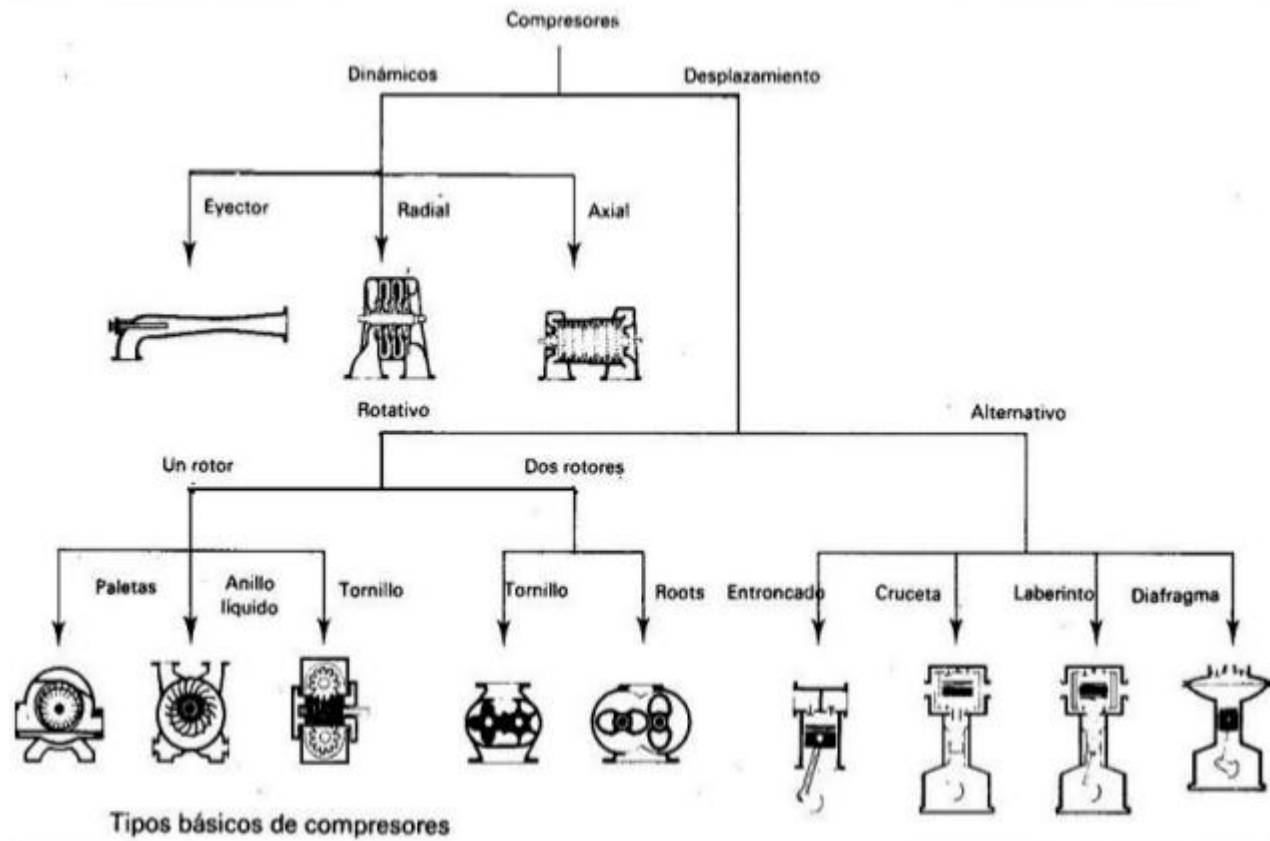 Compresores
Dinámicos
Desplazamiento
Eyector
Radial
Axial
Rotativo
Alternativo
Un rotor
Dos rotores
Paletas
Anillo
líquido
Tornillo
Tornillo
Roots
Entroncado
Cruceta
Laberinto
Diafragma
Tipos básicos de compresores